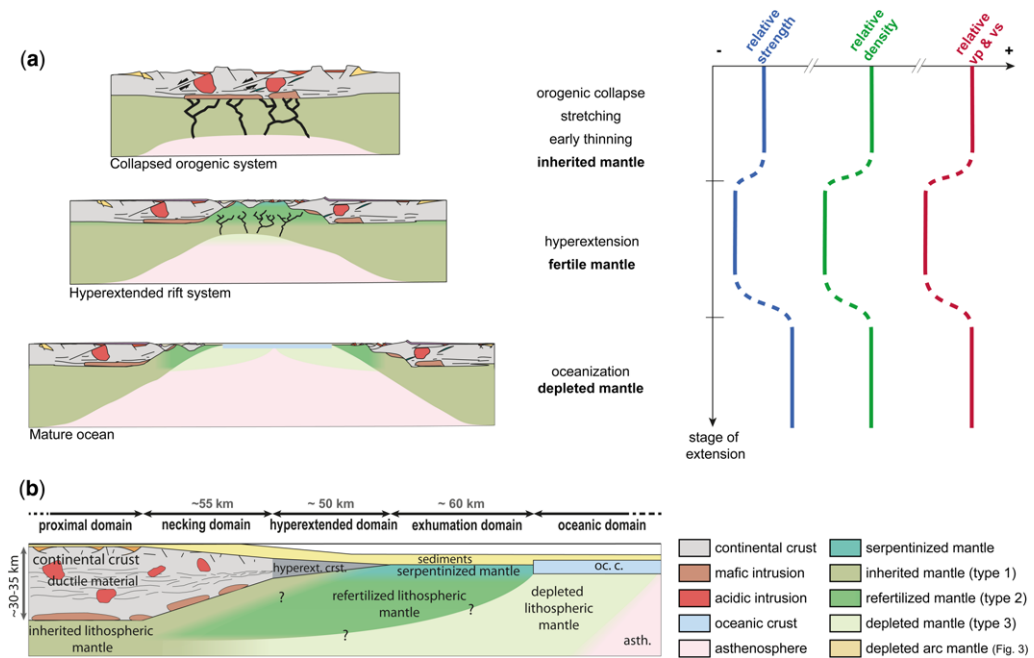 (a)
Collapsed orogenic system
Hyperextended rift system
Mature ocean
orogenic collapse
stretching
early thinning
inherited mantle
hyperextension
fertile mantle
oceanization
depleted mantle
-
relative
strength
relative
density
relative
vp & vs
+
stage of
extension
(b)
~55 km
~ 50 km
~ 60 km
proximal domain
necking domain
hyperextended domain
exhumation domain
oceanic domain
~30-35 km
continental crust
ductile material
inherited lithospheric
mantle
hyperext. crst.
sediments
serpentinized mantle
oc. c.
?
refertilized lithospheric
mantle
?
?
depleted
lithospheric
mantle
asth.
continental crust
mafic intrusion
acidic intrusion
oceanic crust
asthenosphere
serpentinized mantle
inherited mantle (type 1)
refertilized mantle (type 2)
depleted mantle (type 3)
depleted arc mantle (Fig. 3)